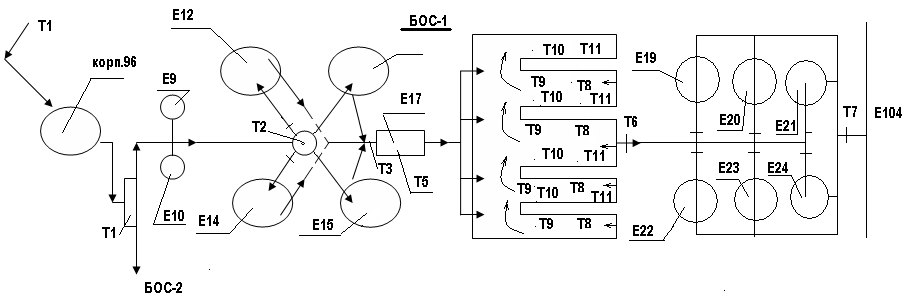 БОС-1
Т1
Е12
корп.96
Е9
Т2
Е17
Т10 Т11
Т9 Т8
Т10 Т11
Т9 Т8
Т10 Т11
Т9 Т8 Т11
Т10
Т9 Т8
Т6
Е19
Е20
Е21
Т7
Е104
Т3
Т5
Е10
Е14
Е15
Т1
БОС-2
Е22
Е23
Е24